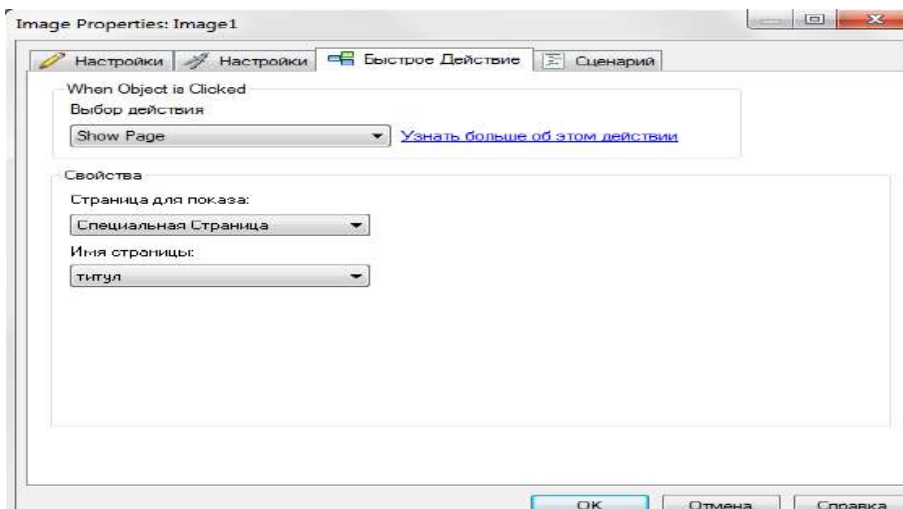 Image Properties: Image1
Настройки Настройки Быстрое Действие Сценарий
When Object is Clicked
Выбор действия
Show Page Узнать больше об этом действии
Свойства
Страница для показа:
Специальная Страница
Имя страницы:
титул
OK Отмена Справка